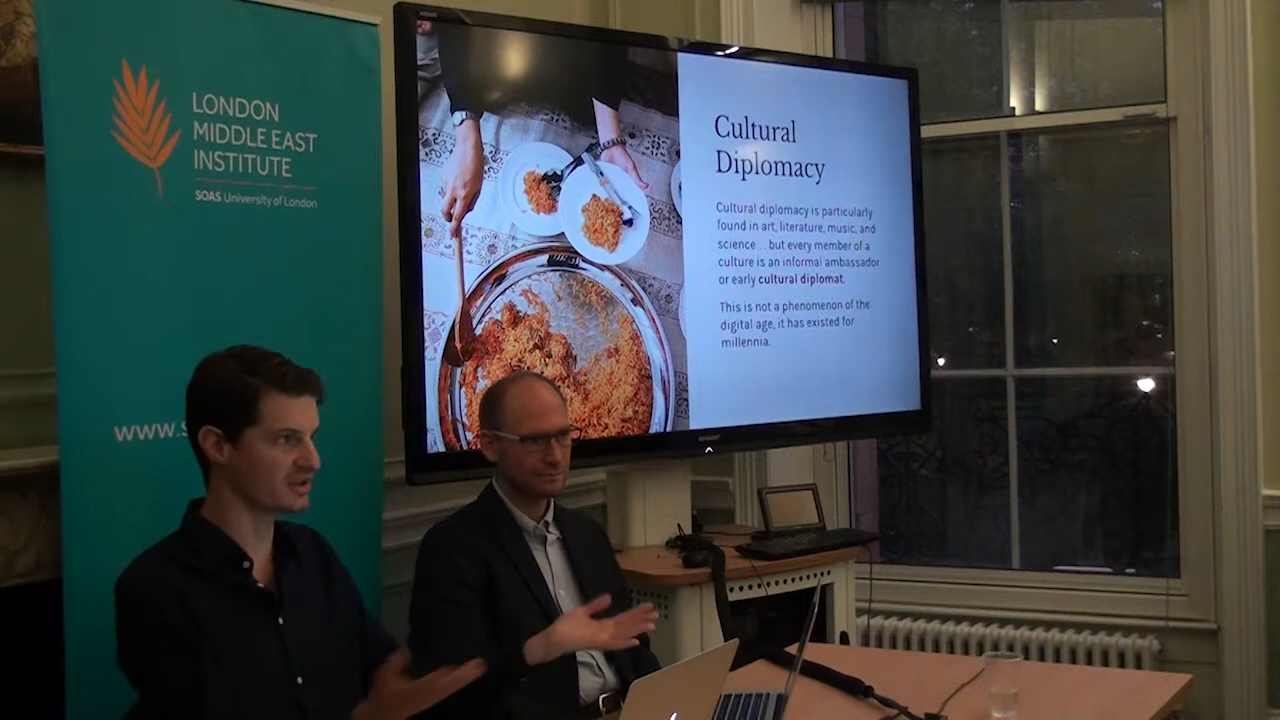 LONDON
MIDDLE EAST
INSTITUTE
SOAS University of London
www.s
Cultural
Diplomacy
Cultural diplomacy is particularly
found in art, literature, music, and
science ... but every member of a
culture is an informal ambassador
or early cultural diplomat.
This is not a phenomenon of the
digital age, it has existed for
millennia.
SHARP